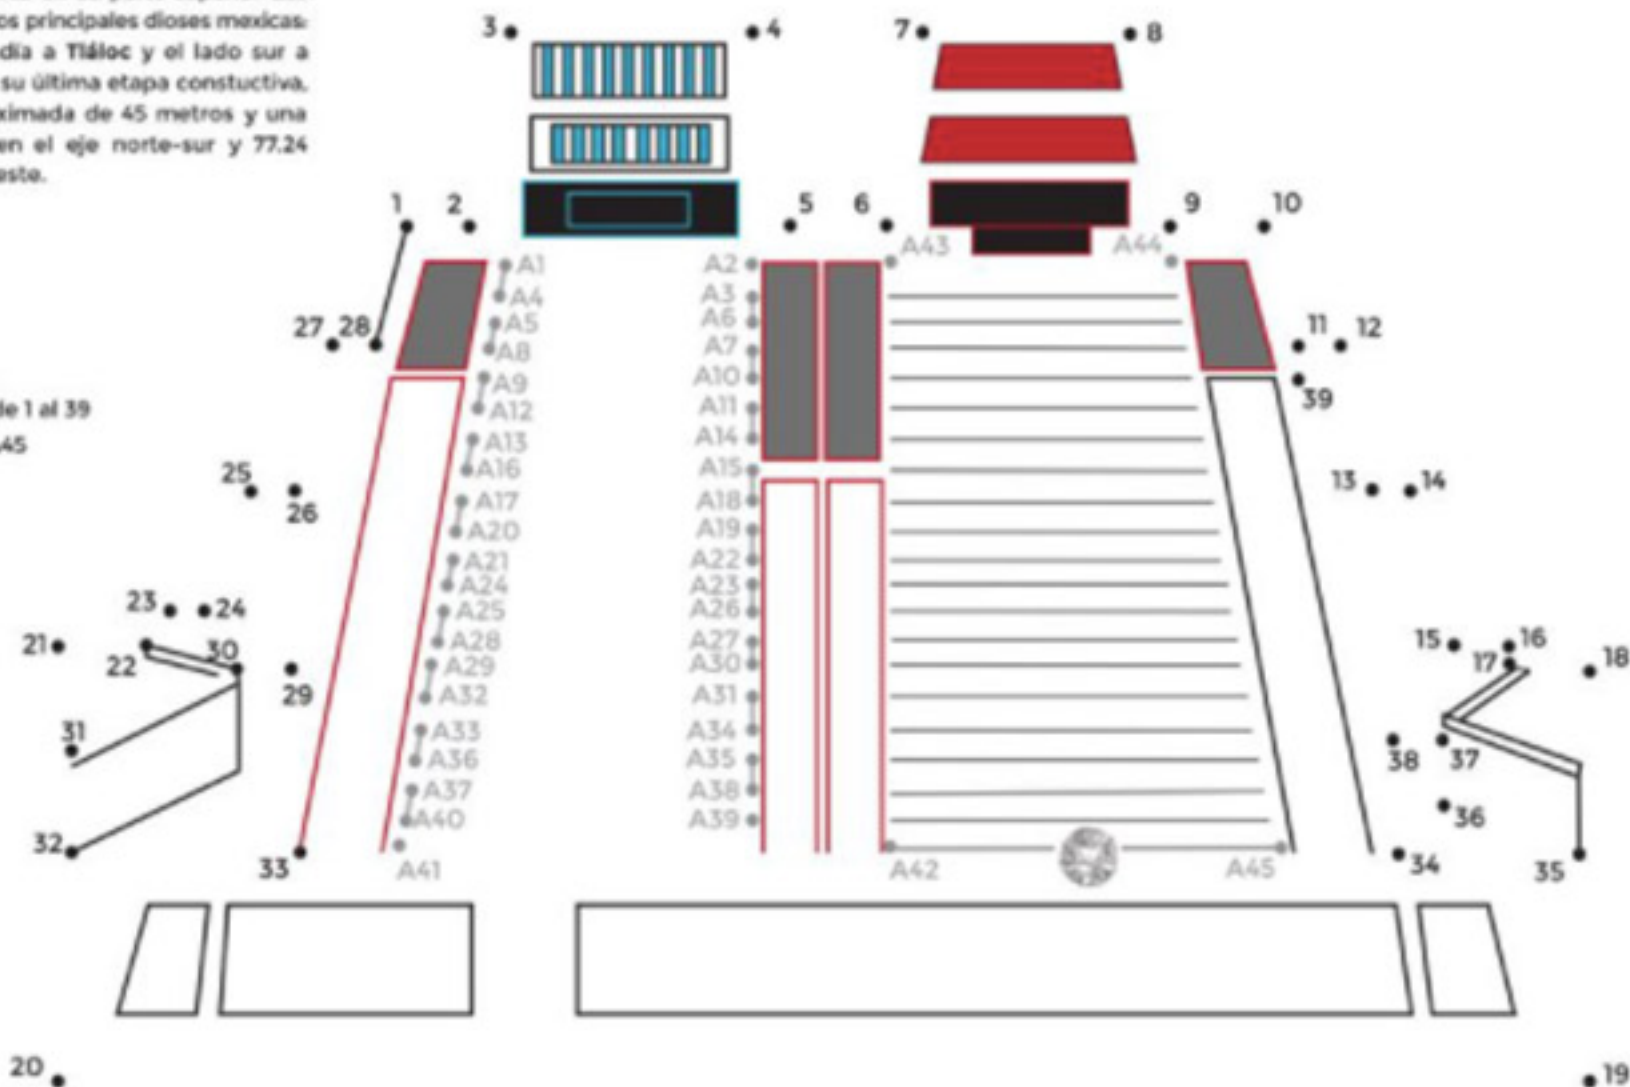 os principales dioses mexicas:
día a Tláloc y el lado sur a
su última etapa constuctiva,
ximada de 45 metros y una
en el eje norte-sur y 77.24
este.
de 1 al 39
45
3 4 7 8
1 2 5 6 9 10
A43 A44
A1 A2
A4 A3
27 28 A5 A6 11 12
A8 A7
A9 A10 39
A12 A11
A13 A14
25 A16 A15 13 14
26 A17 A18
A20 A19
A21 A22
A24 A23
23 24 A25 A26
21 22 30 A28 A27 15 16
29 A29 A30 17 18
A32 A31
31 A33 A34
A36 A35 38 37
A37 A38 36
32 A40 A39
33 A41 A42 A45 34 35
20 19